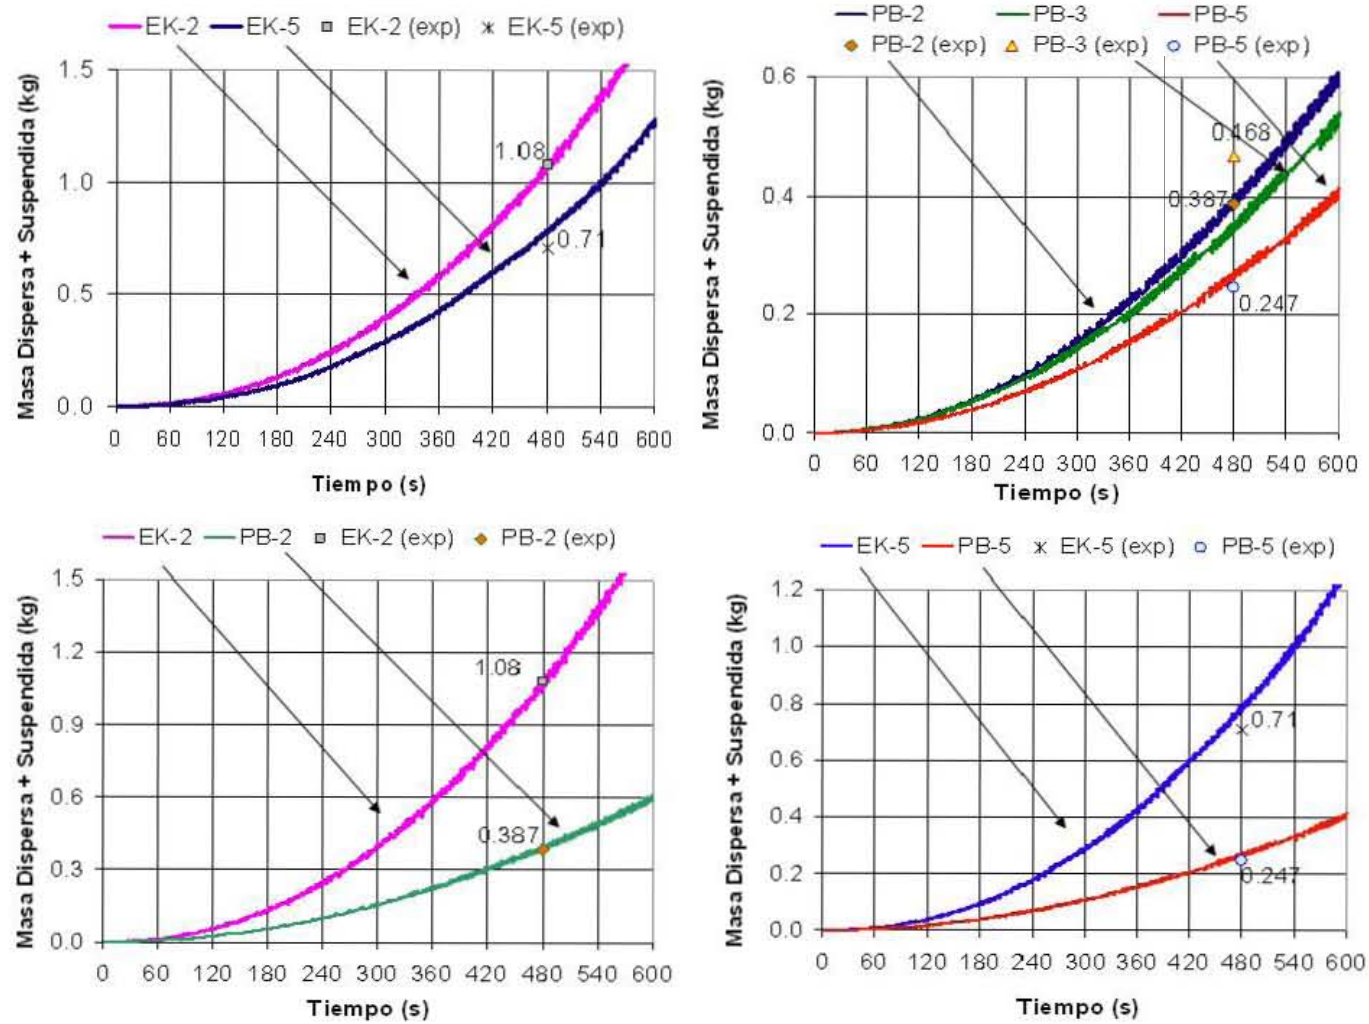 EK-2 EK-5 EK-2 (exp) EK-5 (exp)
Masa Dispersa + Suspendida (kg)
1.5
1.0
0.5
0.0
1.08
0.71
0 60 120 180 240 300 360 420 480 540 600
Tiempo (s)
PB-2 PB-3 PB-5
PB-2 (exp) PB-3 (exp) PB-5 (exp)
Masa Dispersa + Suspendida (kg)
0.6
0.4
0.2
0.0
0.468
0.387
0.247
0 60 120 180 240 300 360 420 480 540 600
Tiempo (s)
EK-2 PB-2 EK-2 (exp) PB-2 (exp)
Masa Dispersa + Suspendida (kg)
1.5
1.2
0.9
0.6
0.3
0.0
1.08
0.387
0 60 120 180 240 300 360 420 480 540 600
Tiempo (s)
EK-5 PB-5 EK-5 (exp) PB-5 (exp)
Masa Dispersa + Suspendida (kg)
1.2
1.0
0.8
0.6
0.4
0.2
0.0
0.71
0.247
0 60 120 180 240 300 360 420 480 540 600
Tiempo (s)